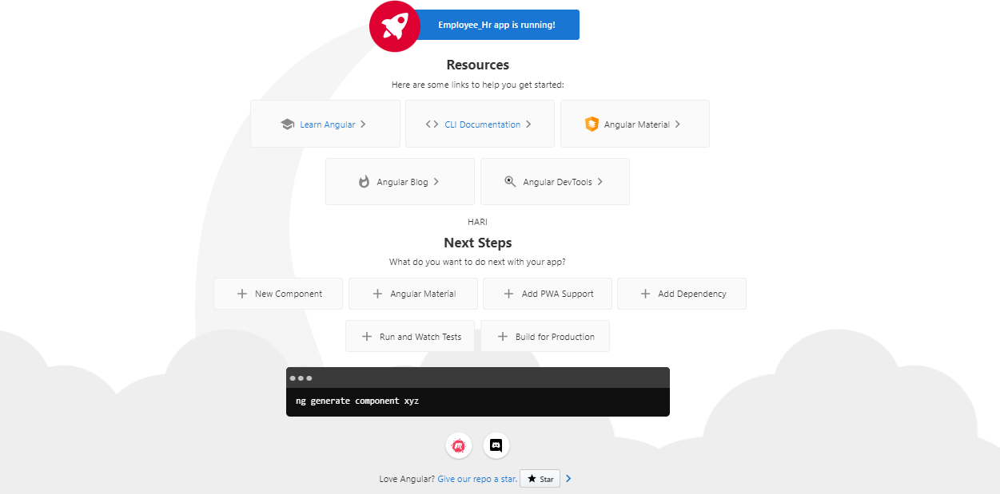 Employee_Hr app is running!
Resources
Here are some links to help you get started:
Learn Angular
CLI Documentation
Angular Material
Angular Blog
Angular DevTools
HARI
Next Steps
What do you want to do next with your app?
New Component
Angular Material
Add PWA Support
Add Dependency
Run and Watch Tests
Build for Production
ng generate component xyz
m
Love Angular? Give our repo a star. Star